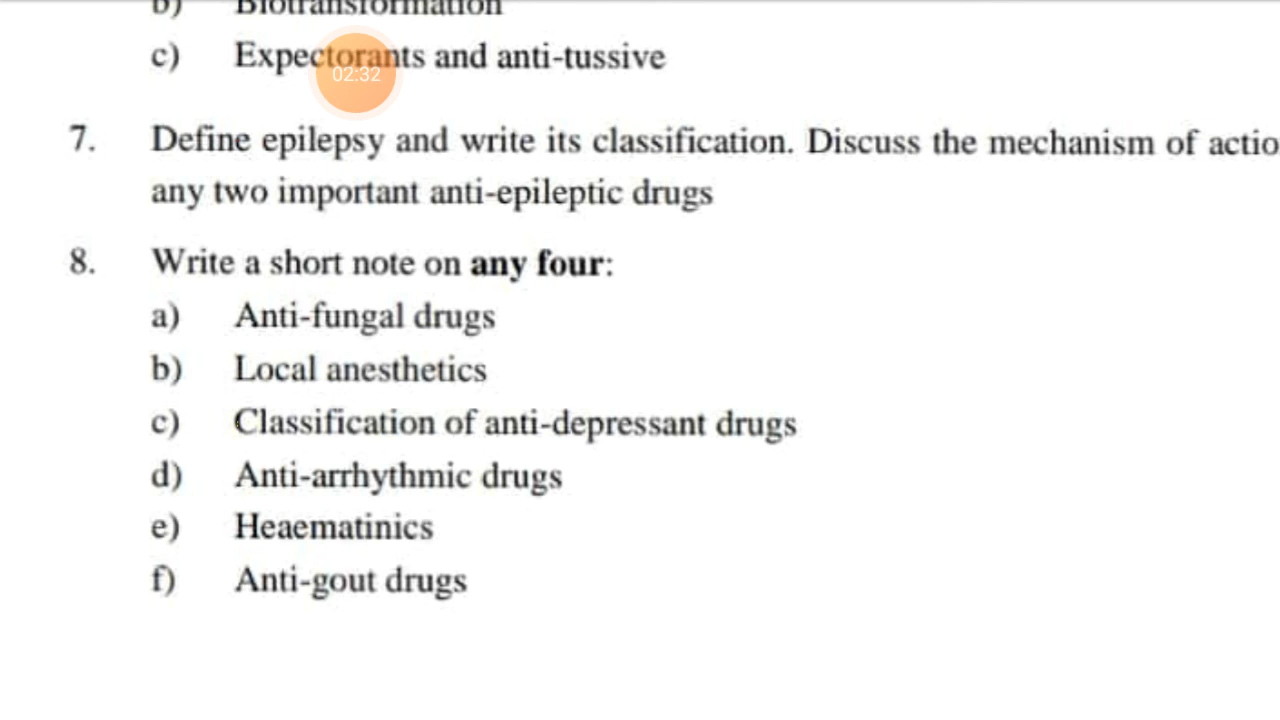 b) Biotransformation
c) Expectorants and anti-tussive
02:32
7. Define epilepsy and write its classification. Discuss the mechanism of actio
any two important anti-epileptic drugs
8. Write a short note on any four:
a) Anti-fungal drugs
b) Local anesthetics
c) Classification of anti-depressant drugs
d) Anti-arrhythmic drugs
e) Heaematinics
f) Anti-gout drugs